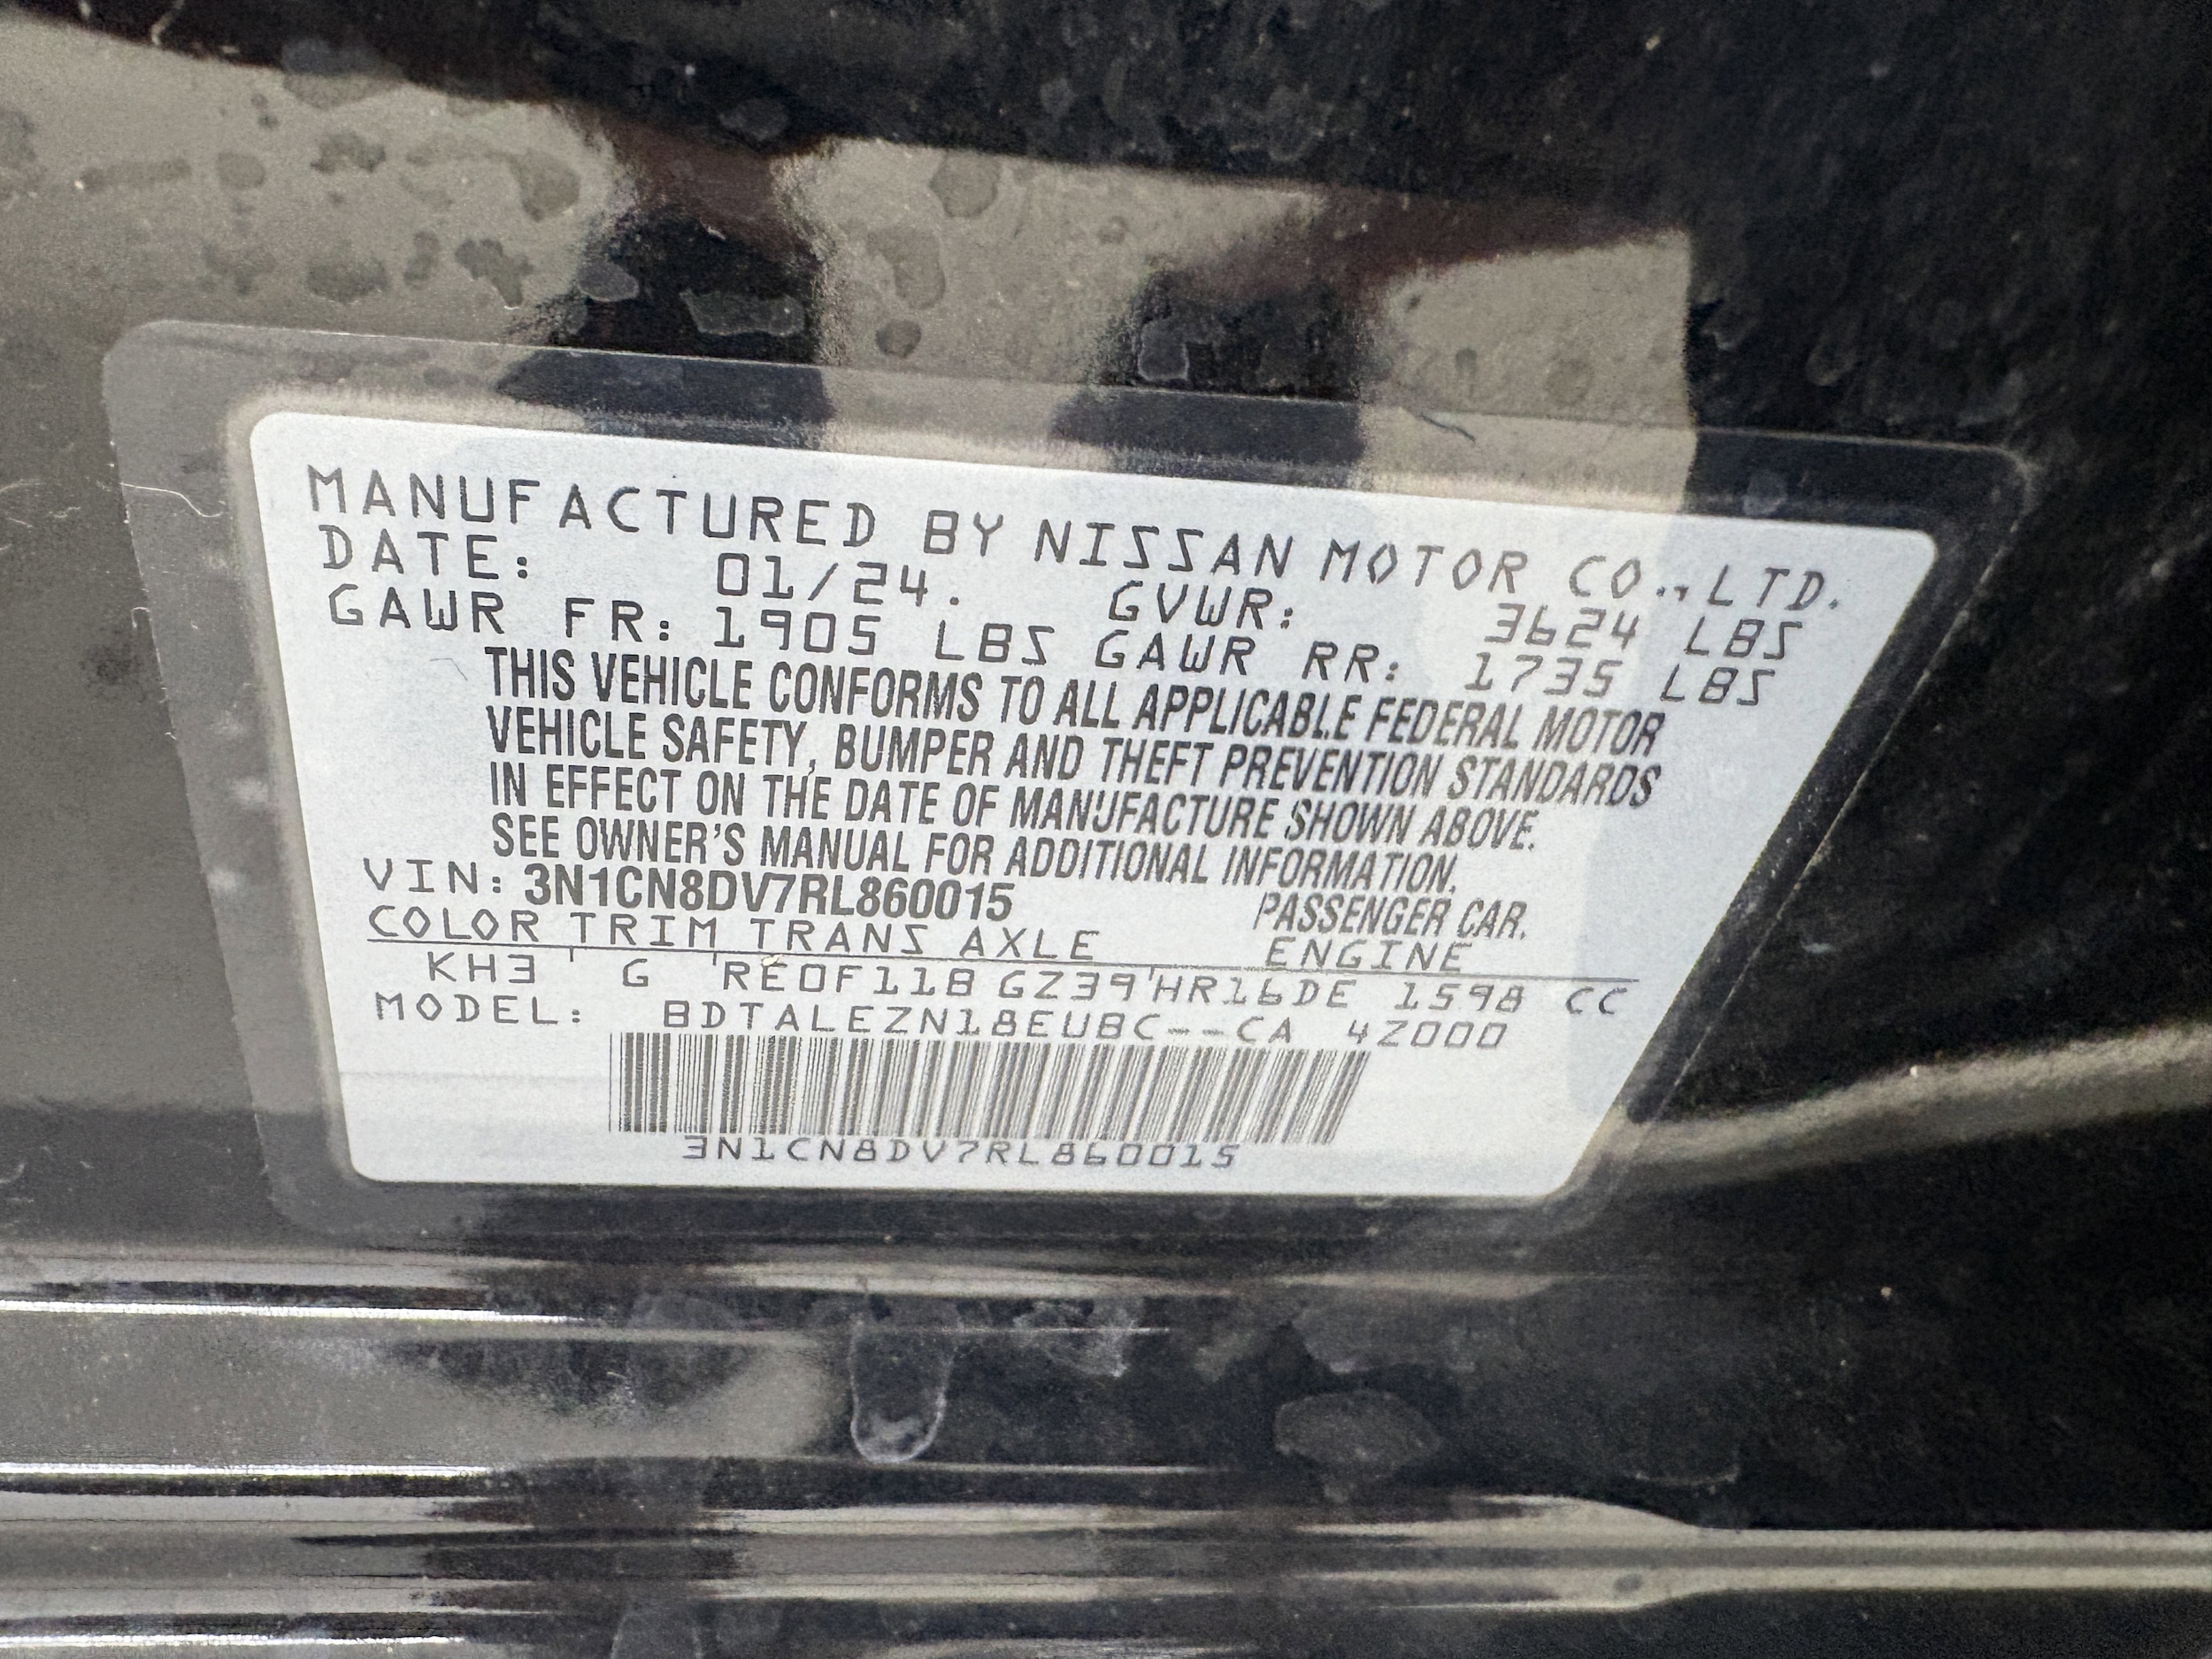 MANUFACTURED BY NISSAN MOTOR CO.,LTD.
DATE: 01/24. GVWR: 3624 LBS
GAWR FR: 1905 LBS GAWR RR: 1735 LBS
THIS VEHICLE CONFORMS TO ALL APPLICABLE FEDERAL MOTOR
VEHICLE SAFETY, BUMPER AND THEFT PREVENTION STANDARDS
IN EFFECT ON THE DATE OF MANUFACTURE SHOWN ABOVE.
SEE OWNER'S MANUAL FOR ADDITIONAL INFORMATION.
VIN: 3N1CN8DV7RL860015 PASSENGER CAR.
COLOR TRIM TRANS AXLE ENGINE
KH3 G RE0F11B GZ39 HR16DE 1598 CC
MODEL: BDTALEZN18EUBC--CA 4Z000
3N1CN8DV7RL860015